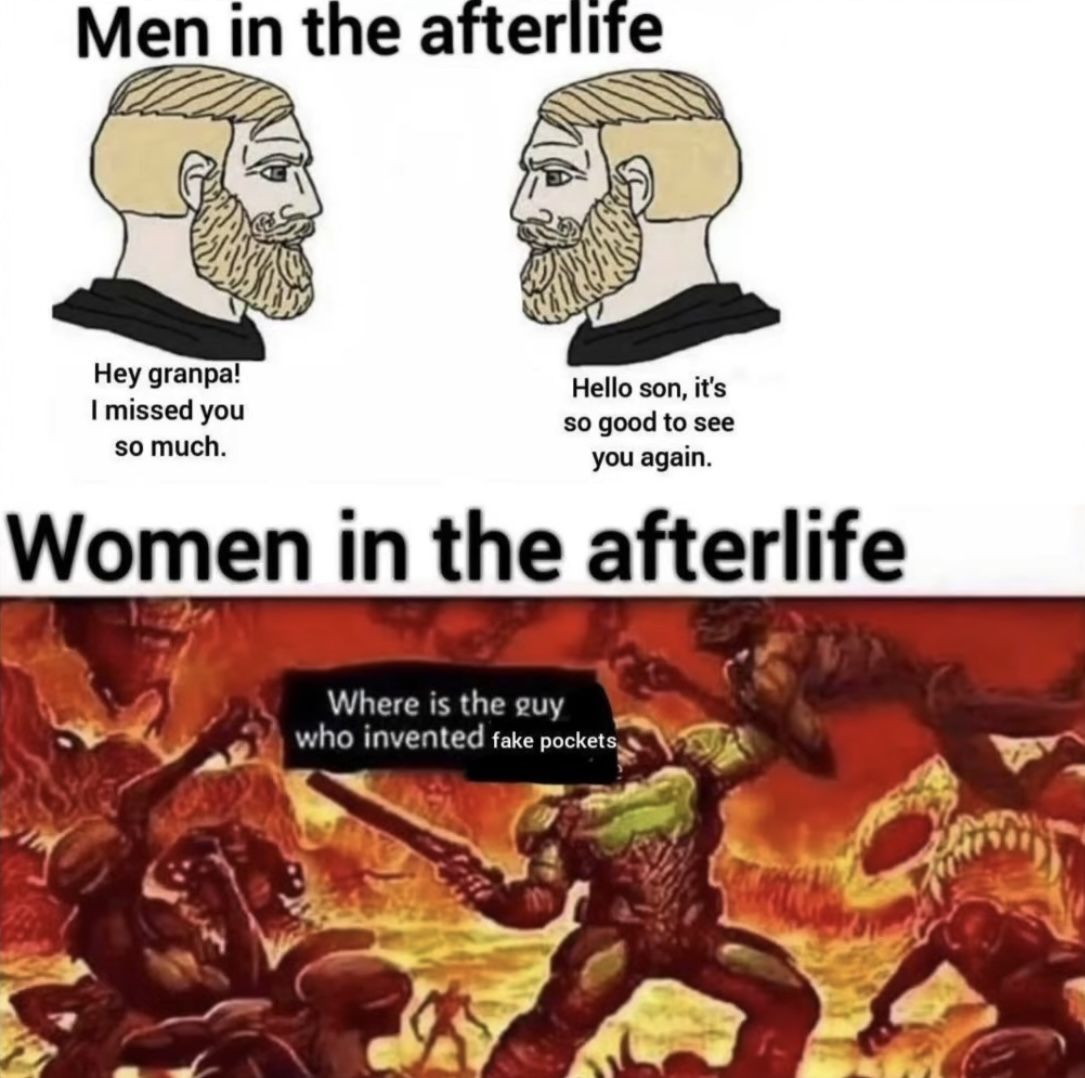 Men in the afterlife
Hey granpa!
I missed you
so much.
Hello son, it's
so good to see
you again.
Women in the afterlife
Where is the guy
who invented fake pockets